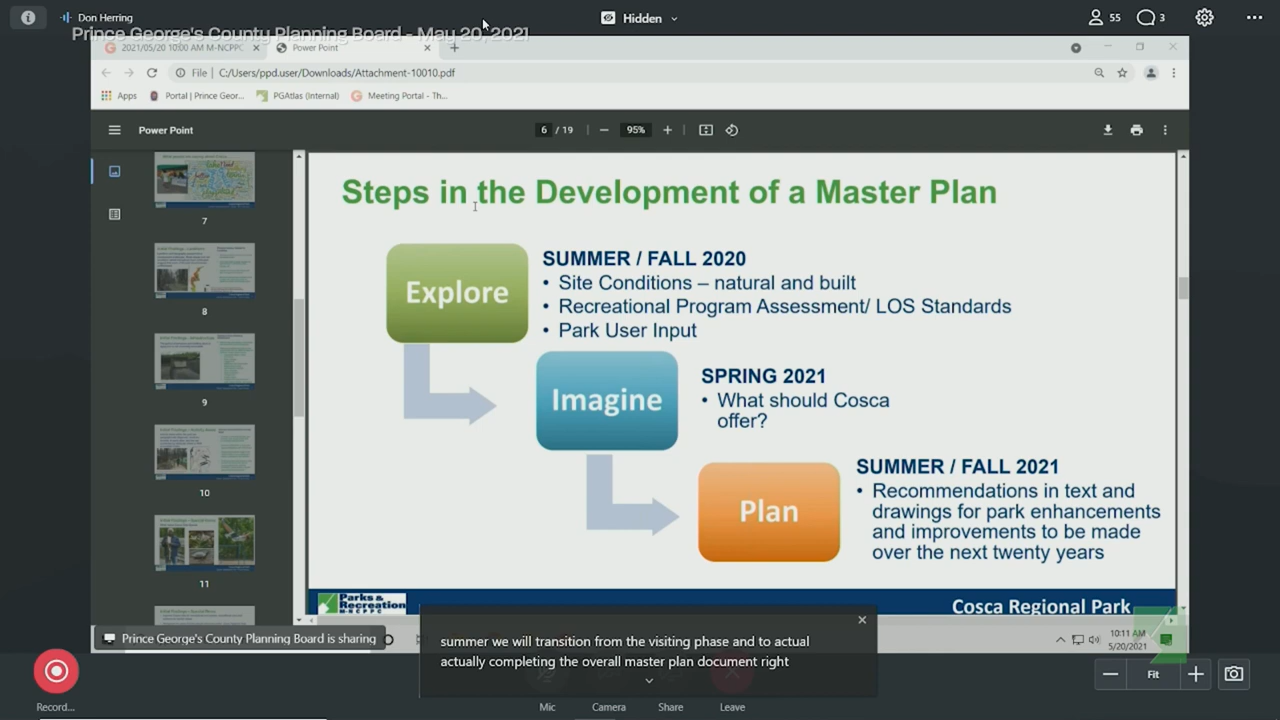 Don Herring
Hidden
55
3
Prince George's County Planning Board - May 20, 2021
2021/05/20 10:00 AM M-NCPPC
Power Point
File
C:/Users/ppd.user/Downloads/Attachment-10010.pdf
Apps
Portal | Prince Geor...
PGAtlas (Internal)
Meeting Portal - Th...
Power Point
6 / 19
95%
Steps in the Development of a Master Plan
7
8
9
10
11
Explore
SUMMER / FALL 2020
• Site Conditions – natural and built
• Recreational Program Assessment/ LOS Standards
• Park User Input
Imagine
SPRING 2021
• What should Cosca
offer?
Plan
SUMMER / FALL 2021
• Recommendations in text and
drawings for park enhancements
and improvements to be made
over the next twenty years
Parks &
Recreation
M-NCPPC
Cosca Regional Park
Prince George's County Planning Board is sharing
summer we will transition from the visiting phase and to actual
actually completing the overall master plan document right
10:11 AM
5/20/2021
Fit
Record...
Mic
Camera
Share
Leave